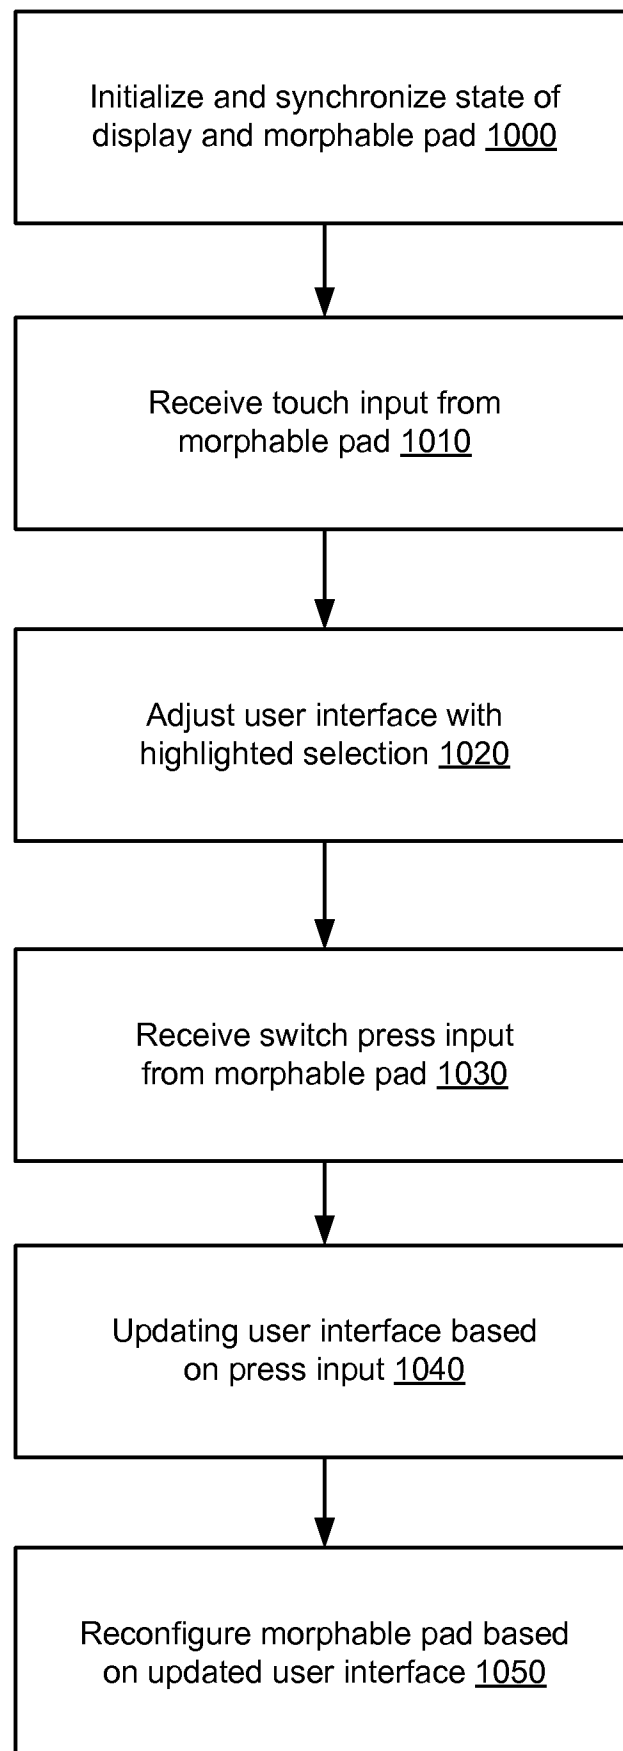 Initialize and synchronize state of
display and morphable pad 1000
Receive touch input from
morphable pad 1010
Adjust user interface with
highlighted selection 1020
Receive switch press input
from morphable pad 1030
Updating user interface based
on press input 1040
Reconfigure morphable pad based
on updated user interface 1050